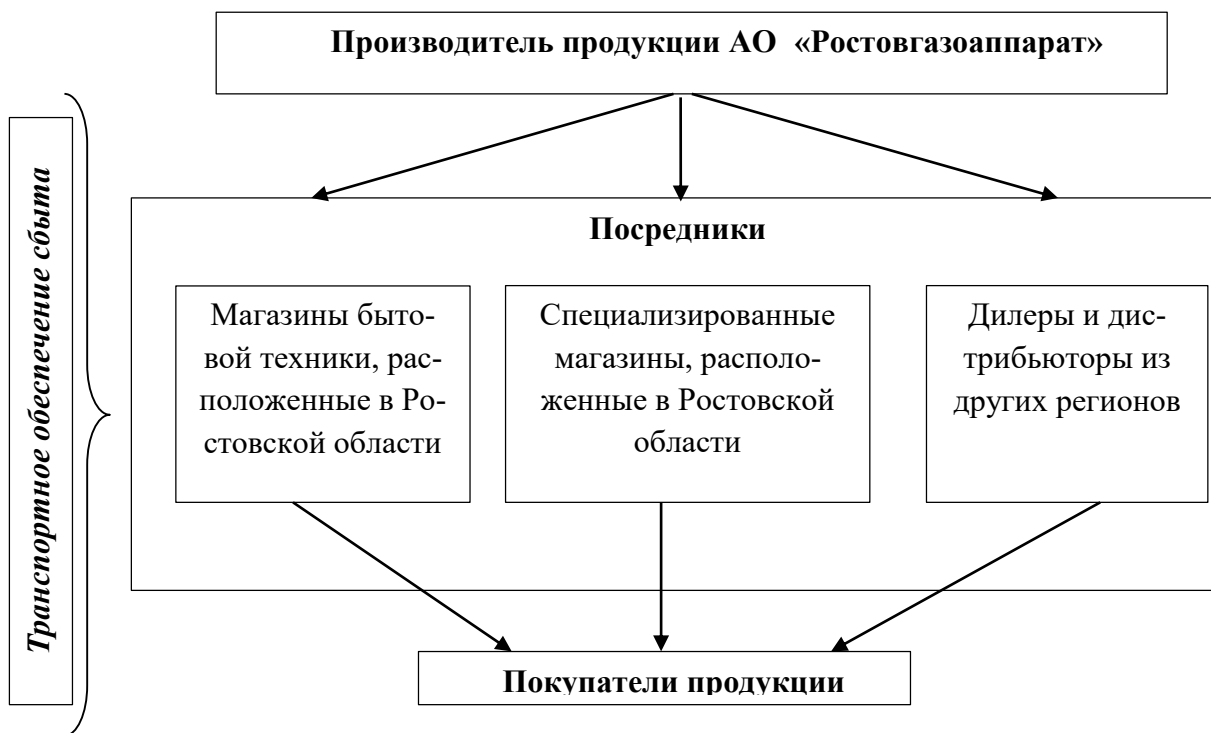 Производитель продукции АО «Ростовгазоаппарат»
Транспортное обеспечение сбыта
Посредники
Магазины быто-
вой техники, рас-
положенные в Ро-
стовской области
Специализированные
магазины, располо-
женные в Ростовской
области
Дилеры и дис-
трибьюторы из
других регионов
Покупатели продукции